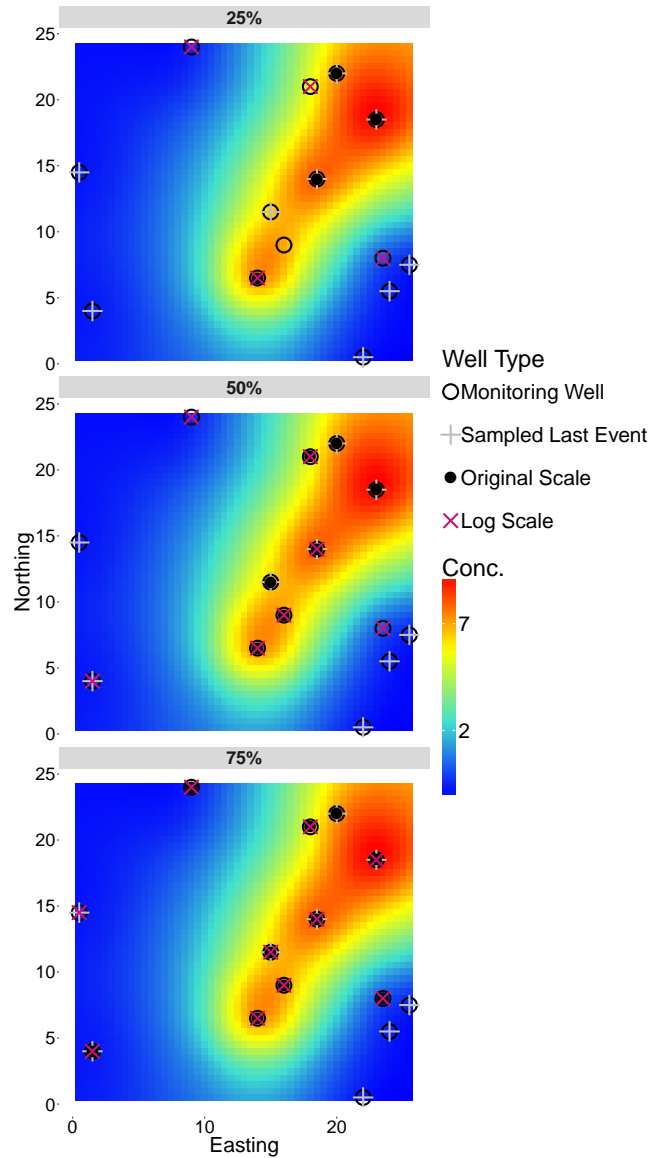 25%
25
20
15
10
5
0
50%
25
20
15
10
5
0
Northing
75%
25
20
15
10
5
0
0 10 20
Easting
Well Type
Monitoring Well
Sampled Last Event
Original Scale
Log Scale
Conc.
7
2